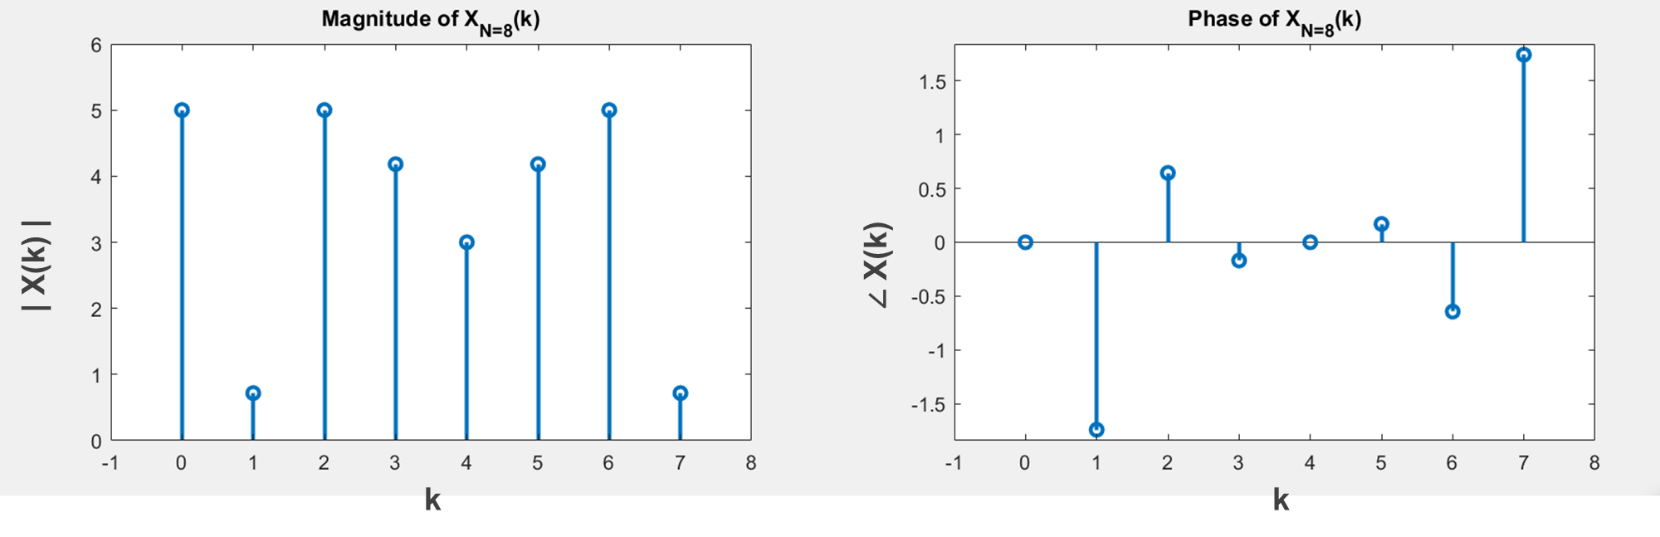 Magnitude of X_{N=8}(k)
6
5
4
3
2
1
0
-1 0 1 2 3 4 5 6 7 8
| X(k) |
k
Phase of X_{N=8}(k)
1.5
1
0.5
0
-0.5
-1
-1.5
-1 0 1 2 3 4 5 6 7 8
∠ X(k)
k